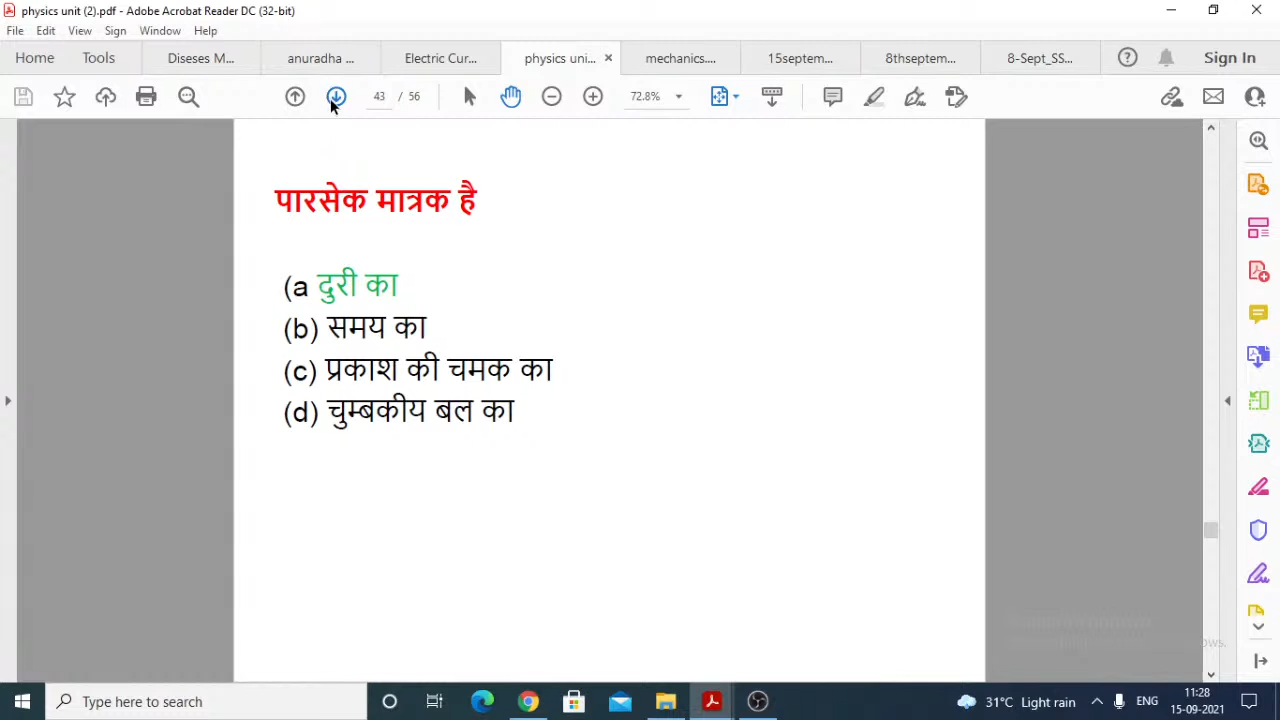 physics unit (2).pdf - Adobe Acrobat Reader DC (32-bit)
File Edit View Sign Window Help
Home Tools Diseses M... anuradha ... Electric Cur... physics uni... mechanics.... 15septem... 8thseptem... 8-Sept_SS... Sign In
43 / 56 72.8%
पारसेक मात्रक है
(a दुरी का
(b) समय का
(c) प्रकाश की चमक का
(d) चुम्बकीय बल का
Type here to search
31°C Light rain ENG 11:28
15-09-2021